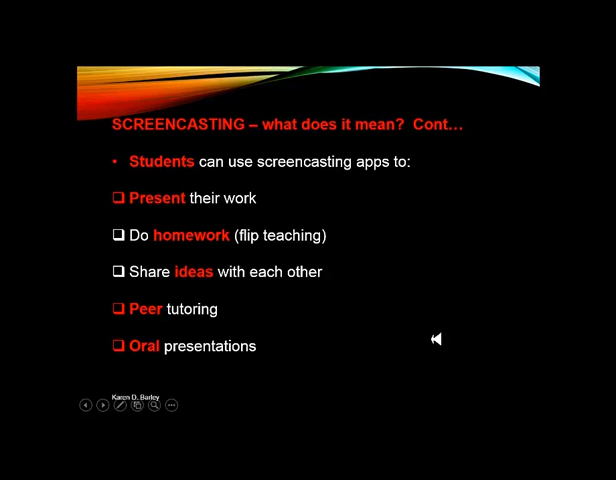 SCREENCASTING – what does it mean? Cont…
• Students can use screencasting apps to:
❑ Present their work
❑ Do homework (flip teaching)
❑ Share ideas with each other
❑ Peer tutoring
❑ Oral presentations
Karen D. Barley